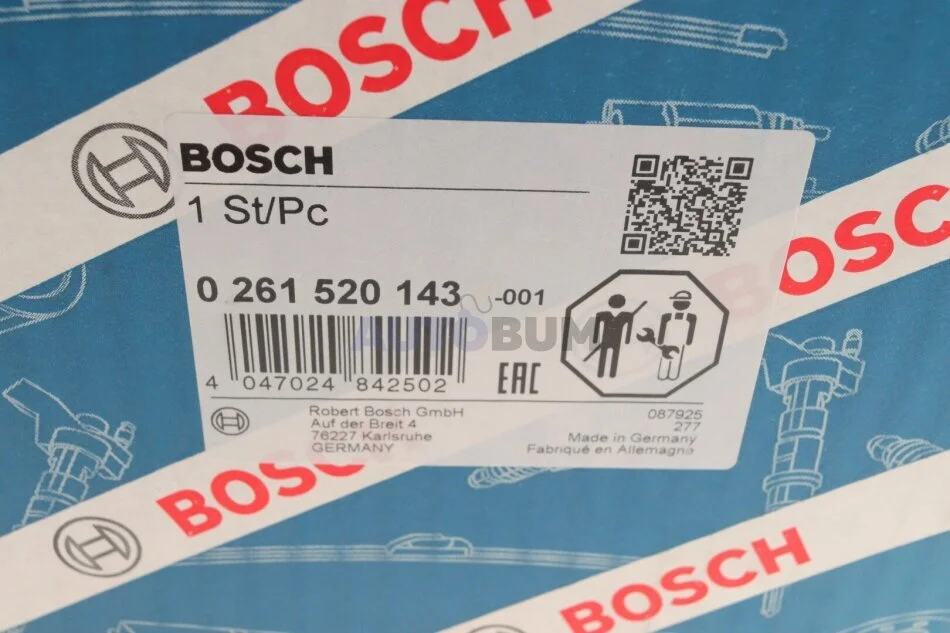 BOSCH
BOSCH
1 St/Pc
BOSC
0 261 520 143 -001
AUTOBUM
4 047024 842502
EAC
Robert Bosch GmbH
Auf der Breit 4
76227 Karlsruhe
GERMANY
087925
277
Made in Germany
Fabriqué en Allemagne
BOSC
BOSCH